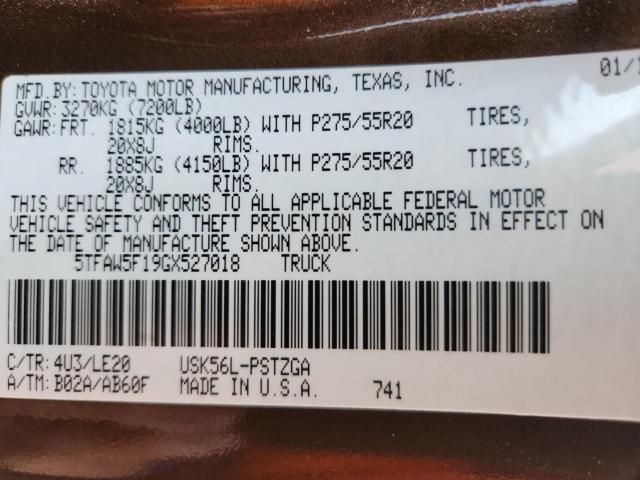 MFD.BY: TOYOTA MOTOR MANUFACTURING, TEXAS, INC. 01/1
GVWR: 3270KG (7200LB)
GAWR: FRT. 1815KG (4000LB) WITH P275/55R20 TIRES,
20X8J RIMS.
RR. 1885KG (4150LB) WITH P275/55R20 TIRES,
20X8J RIMS.
THIS VEHICLE CONFORMS TO ALL APPLICABLE FEDERAL MOTOR
VEHICLE SAFETY AND THEFT PREVENTION STANDARDS IN EFFECT ON
THE DATE OF MANUFACTURE SHOWN ABOVE.
5TFAW5F19GX527018 TRUCK
C/TR: 4U3/LE20 USK56L-PSTZGA
A/TM: B02A/AB60F MADE IN U.S.A. 741